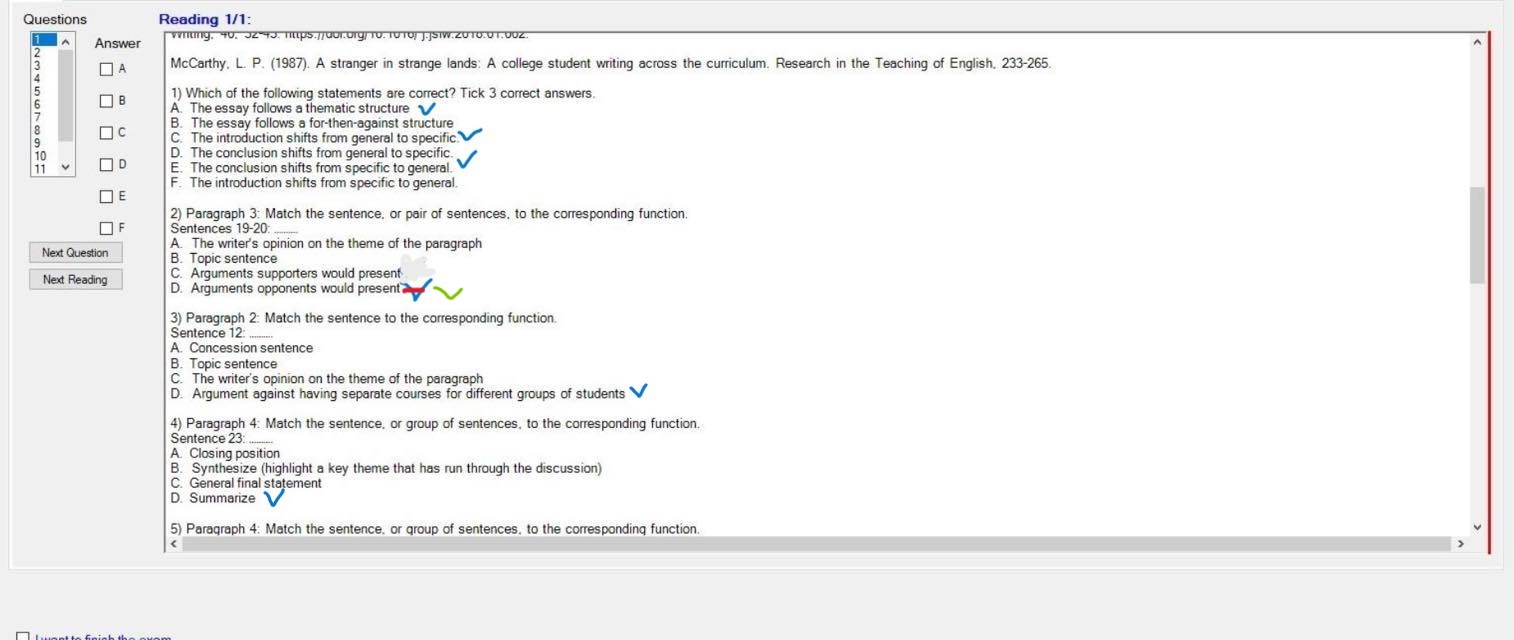 Questions
Reading 1/1:
1
2
3
4
5
6
7
8
9
10
11
Answer
A
B
C
D
E
F
Next Question
Next Reading
Writing, 40, 32-43. https://doi.org/10.1016/j.jslw.2018.01.002.
McCarthy, L. P. (1987). A stranger in strange lands: A college student writing across the curriculum. Research in the Teaching of English, 233-265.
1) Which of the following statements are correct? Tick 3 correct answers.
A. The essay follows a thematic structure
B. The essay follows a for-then-against structure
C. The introduction shifts from general to specific.
D. The conclusion shifts from general to specific.
E. The conclusion shifts from specific to general.
F. The introduction shifts from specific to general.
2) Paragraph 3: Match the sentence, or pair of sentences, to the corresponding function.
Sentences 19-20: ..........
A. The writer's opinion on the theme of the paragraph
B. Topic sentence
C. Arguments supporters would present
D. Arguments opponents would present
3) Paragraph 2: Match the sentence to the corresponding function.
Sentence 12: ..........
A. Concession sentence
B. Topic sentence
C. The writer's opinion on the theme of the paragraph
D. Argument against having separate courses for different groups of students
4) Paragraph 4: Match the sentence, or group of sentences, to the corresponding function.
Sentence 23: ..........
A. Closing position
B. Synthesize (highlight a key theme that has run through the discussion)
C. General final statement
D. Summarize
5) Paragraph 4: Match the sentence, or group of sentences, to the corresponding function.
I want to finish the exam